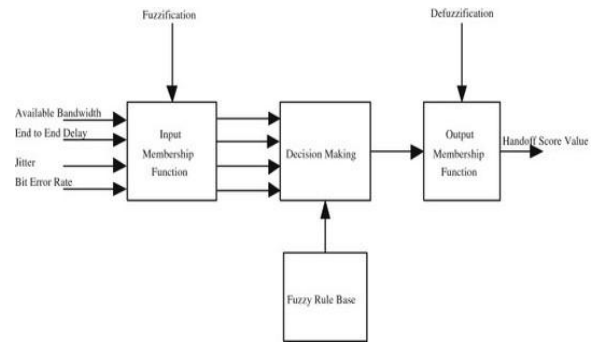 Fuzzification
Defuzzification
Available Bandwidth
End to End Delay
Jitter
Bit Error Rate
Input
Membership
Function
Decision Making
Output
Membership
Function
Handoff Score Value
Fuzzy Rule Base